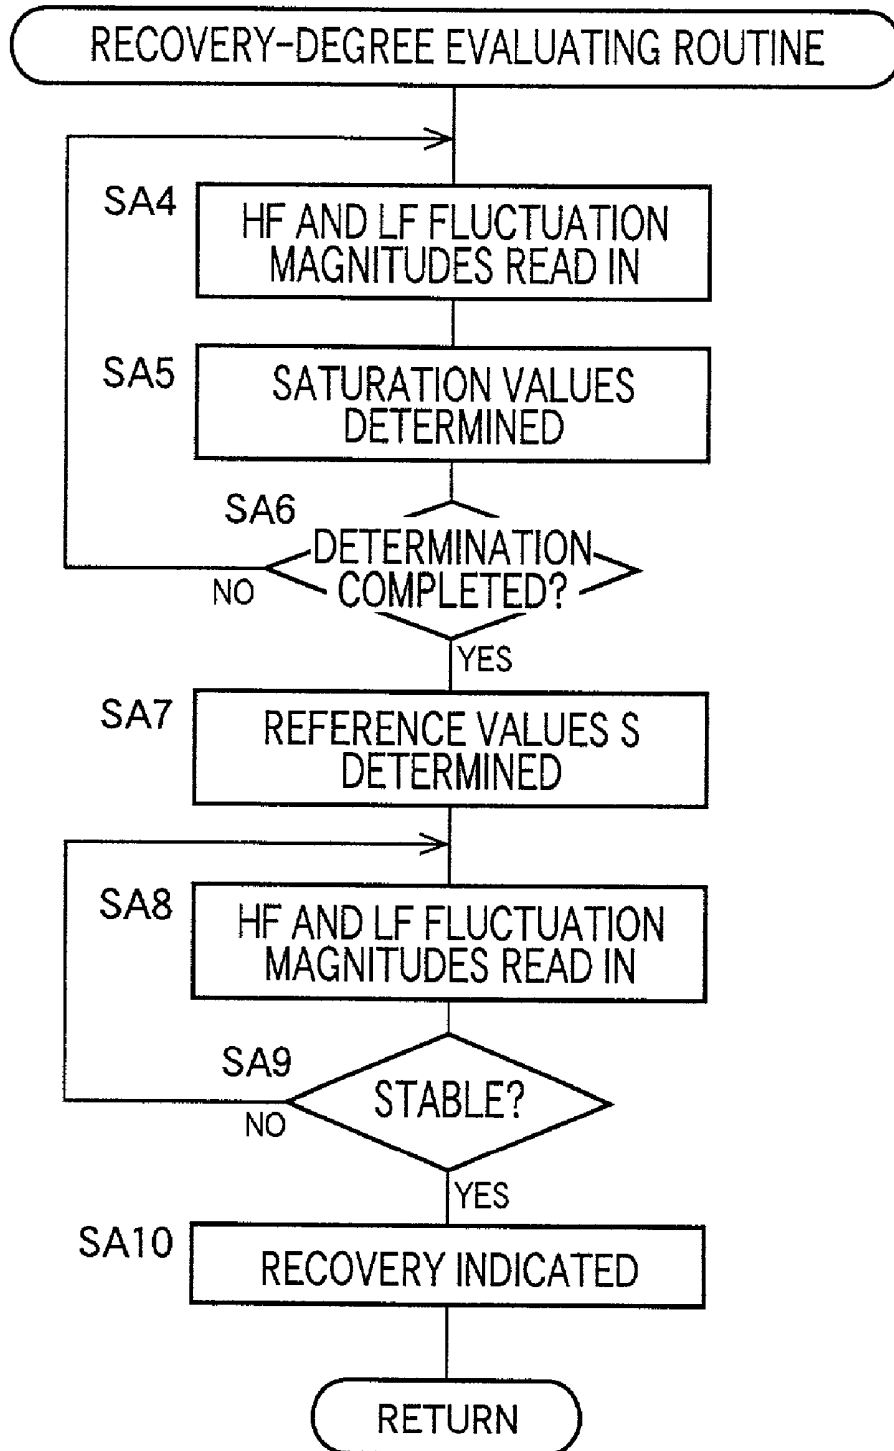 RECOVERY-DEGREE EVALUATING ROUTINE
SA4
HF AND LF FLUCTUATION
MAGNITUDES READ IN
SA5
SATURATION VALUES
DETERMINED
SA6
DETERMINATION
COMPLETED?
NO
YES
SA7
REFERENCE VALUES S
DETERMINED
SA8
HF AND LF FLUCTUATION
MAGNITUDES READ IN
SA9
STABLE?
NO
YES
SA10
RECOVERY INDICATED
RETURN